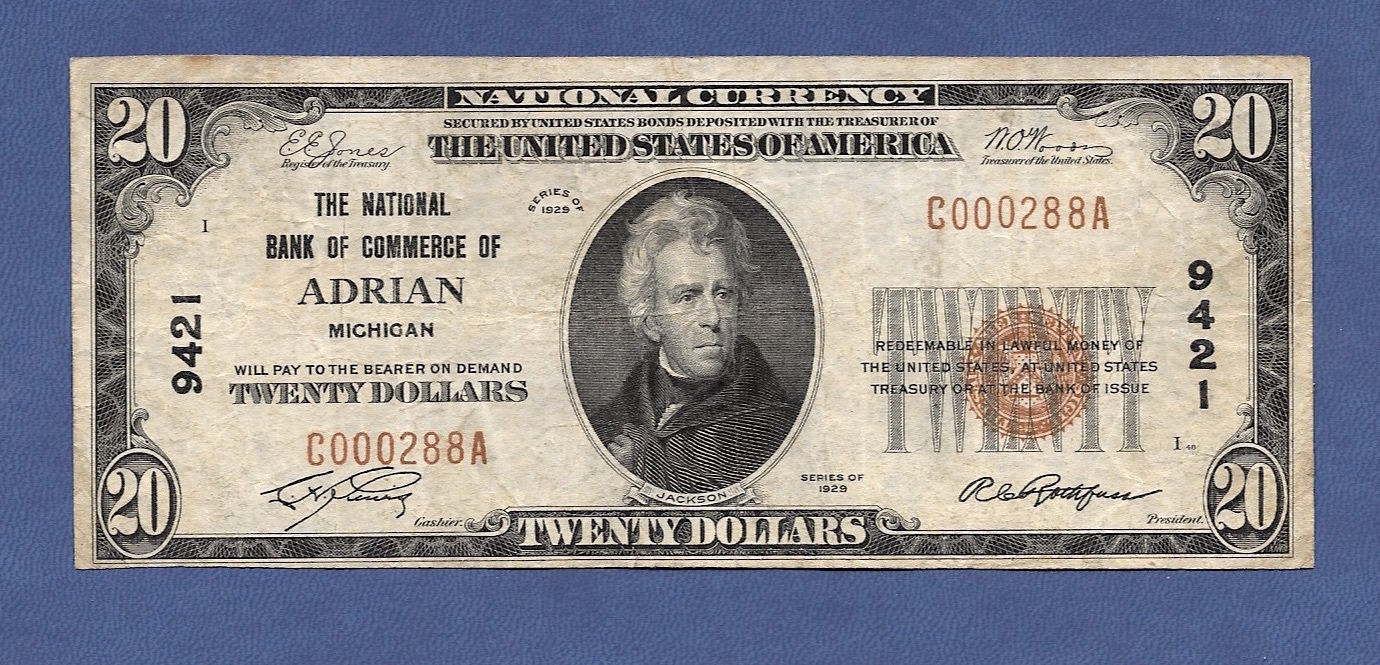 NATIONAL CURRENCY
SECURED BY UNITED STATES BONDS DEPOSITED WITH THE TREASURER OF
THE UNITED STATES OF AMERICA
20
20
E.E. Jones
Register of the Treasury.
W.O. Woods
Treasurer of the United States.
SERIES OF
1929
THE NATIONAL
BANK OF COMMERCE OF
ADRIAN
MICHIGAN
I
9421
WILL PAY TO THE BEARER ON DEMAND
TWENTY DOLLARS
C000288A
C000288A
9421
TWENTY
REDEEMABLE IN LAWFUL MONEY OF
THE UNITED STATES, AT UNITED STATES
TREASURY OR AT THE BANK OF ISSUE
I
JACKSON
SERIES OF
1929
Cashier.
President.
20
TWENTY DOLLARS
20